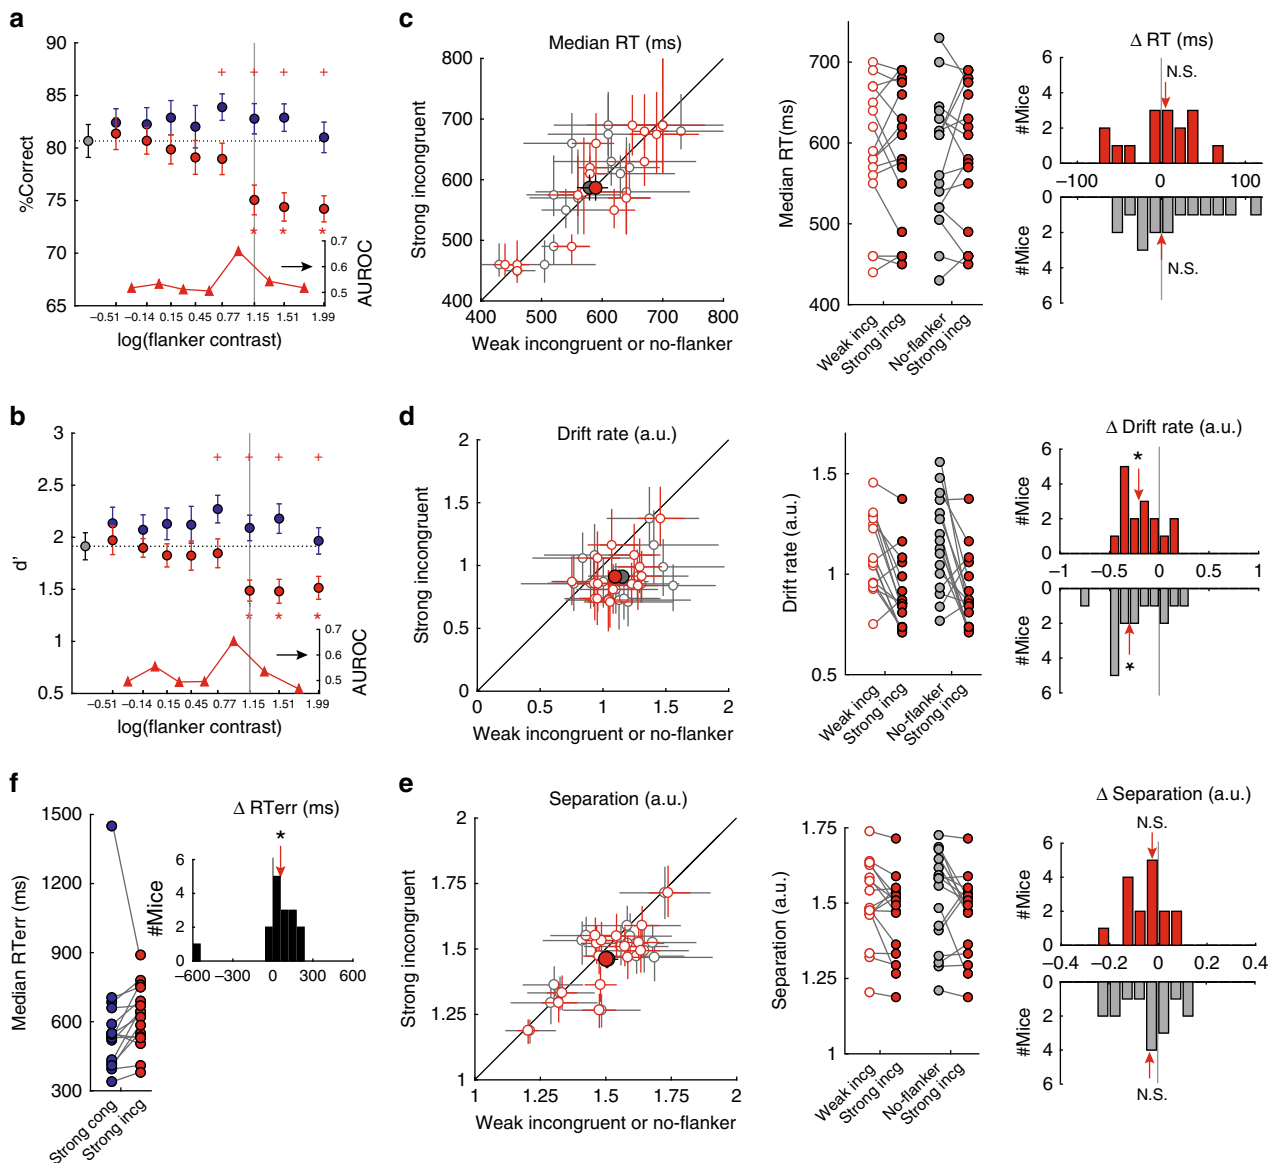 a
90
85
80
75
70
65
%Correct
+ + + + +
* * *
0.7
0.6
0.5
AUROC
−0.51 −0.14 0.15 0.45 0.77 1.15 1.51 1.99
log(flanker contrast)
c
Median RT (ms)
800
700
600
500
400
Strong incongruent
400 500 600 700 800
Weak incongruent or no-flanker
700
600
500
400
Median RT(ms)
Weak incg
Strong incg
No-flanker
Strong incg
Δ RT (ms)
N.S.
6
4
2
0
#Mice
−100 0 100
0
2
4
6
#Mice
N.S.
b
3
2.5
2
1.5
1
0.5
d'
+ + + +
* * *
0.7
0.6
0.5
AUROC
−0.51 −0.14 0.15 0.45 0.77 1.15 1.51 1.99
log(flanker contrast)
d
Drift rate (a.u.)
2
1.5
1
0.5
0
Strong incongruent
0 0.5 1 1.5 2
Weak incongruent or no-flanker
1.5
1
0.5
Drift rate (a.u.)
Weak incg
Strong incg
No-flanker
Strong incg
Δ Drift rate (a.u.)
*
6
4
2
0
#Mice
−1 −0.5 0 0.5 1
0
2
4
6
#Mice
*
f
1500
1200
900
600
300
Median RTerr (ms)
Strong cong
Strong incg
Δ RTerr (ms)
*
6
4
2
0
#Mice
−600 −300 0 300 600
e
Separation (a.u.)
2
1.75
1.5
1.25
1
Strong incongruent
1 1.25 1.5 1.75 2
Weak incongruent or no-flanker
1.75
1.5
1.25
1
Separation (a.u.)
Weak incg
Strong incg
No-flanker
Strong incg
Δ Separation (a.u.)
N.S.
6
4
2
0
#Mice
−0.4 −0.2 0 0.2 0.4
0
2
4
6
#Mice
N.S.